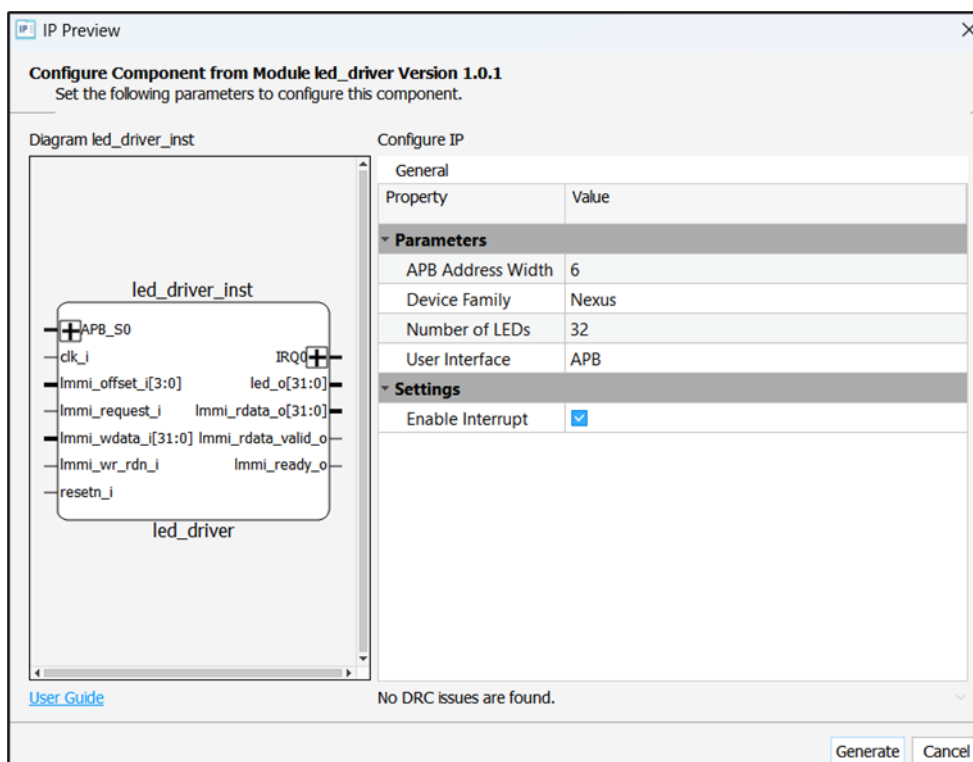 IP Preview
Configure Component from Module led_driver Version 1.0.1
Set the following parameters to configure this component.
Diagram led_driver_inst
led_driver_inst
APB_S0
clk_i
IRQ0
lmmi_offset_i[3:0]
led_o[31:0]
lmmi_request_i
lmmi_rdata_o[31:0]
lmmi_wdata_i[31:0]
lmmi_rdata_valid_o
lmmi_wr_rdn_i
lmmi_ready_o
resetn_i
led_driver
User Guide
Configure IP
General
Property Value
Parameters
APB Address Width 6
Device Family Nexus
Number of LEDs 32
User Interface APB
Settings
Enable Interrupt
No DRC issues are found.
Generate Cancel